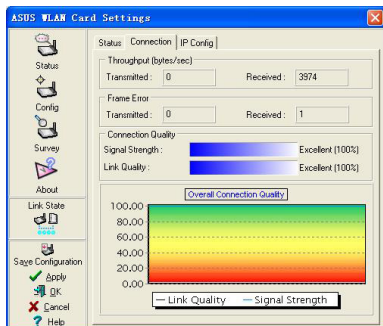 ASUS WLAN Card Settings
Status
Config
Survey
About
Link State
Save Configuration
Apply
OK
Cancel
Help
Status Connection IP Config
Throughput (bytes/sec)
Transmitted : 0 Received : 3974
Frame Error
Transmitted : 0 Received : 1
Connection Quality
Signal Strength : Excellent (100%)
Link Quality : Excellent (100%)
Overall Connection Quality
100.00
80.00
60.00
40.00
20.00
0.00
Link Quality Signal Strength